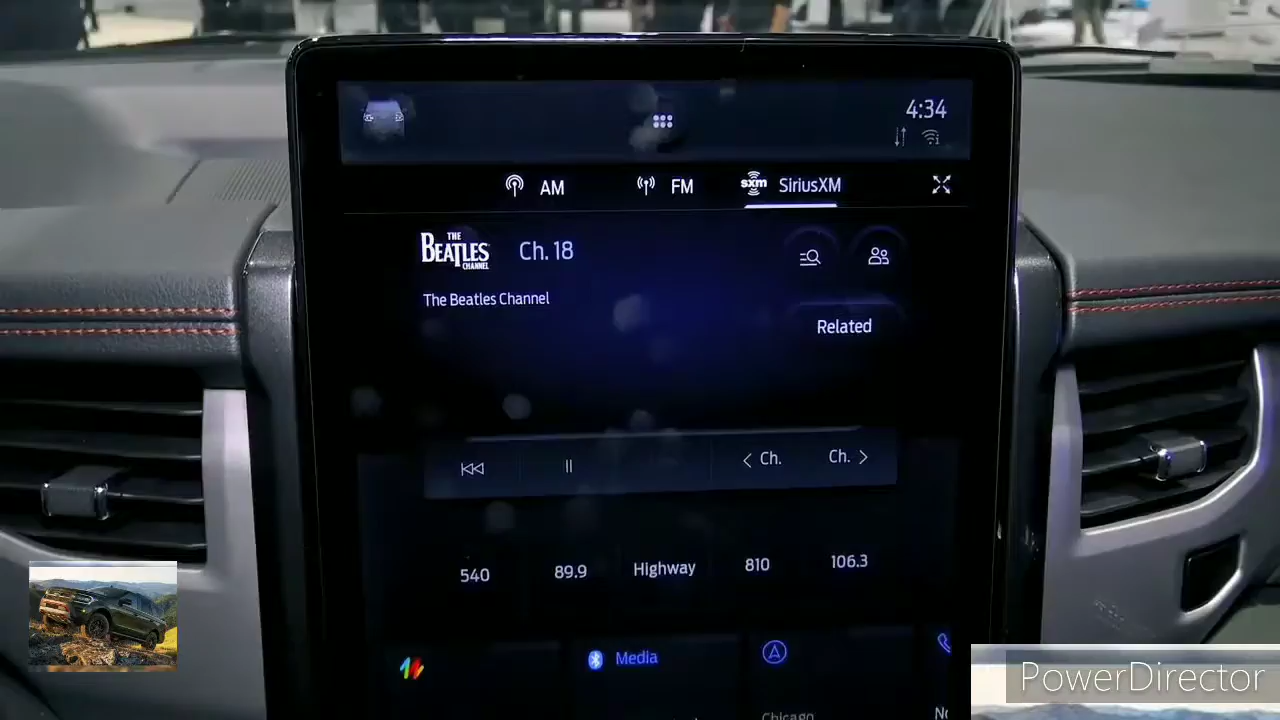 4:34
AM
FM
sxm SiriusXM
THE
BEATLES
CHANNEL
Ch. 18
The Beatles Channel
Related
Ch.
Ch.
540
89.9
Highway
810
106.3
Media
Chicago
PowerDirector